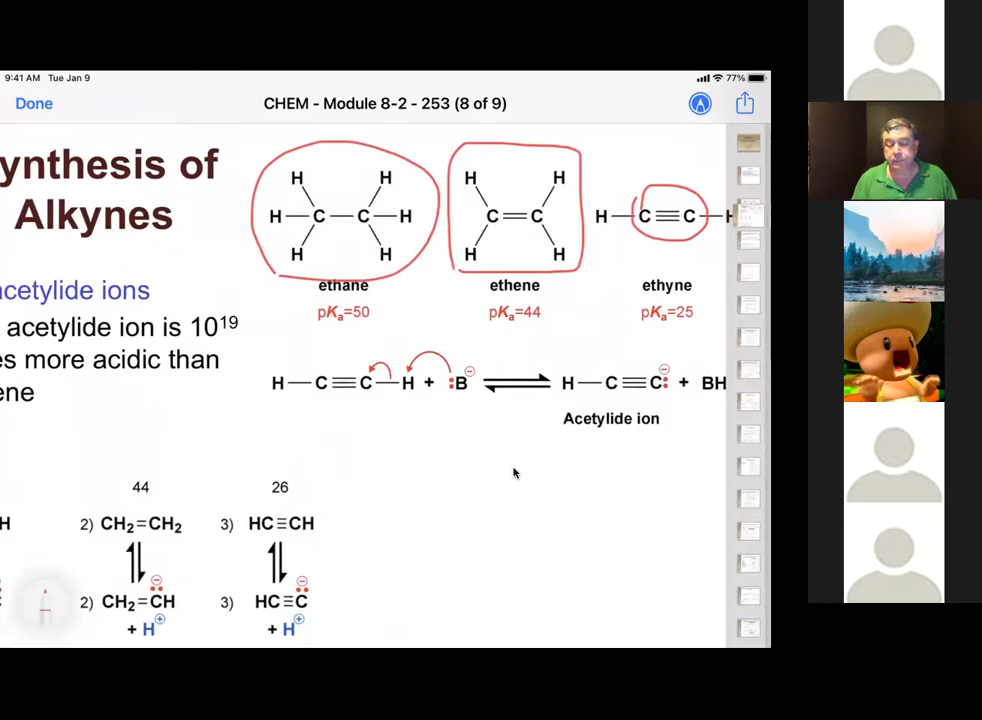 9:41 AM Tue Jan 9
77%
Done
CHEM - Module 8-2 - 253 (8 of 9)
ynthesis of
Alkynes
acetylide ions
acetylide ion is 10¹⁹
es more acidic than
ene
H H
H—C—C—H
H H
ethane
pKa=50
H H
C=C
H H
ethene
pKa=44
H—C≡C—H
ethyne
pKa=25
H—C≡C—H + :B⊖ ⇌ H—C≡C:⊖ + BH
Acetylide ion
44
26
H
2) CH₂=CH₂
3) HC≡CH
2) CH₂=CH
+ H⊕
3) HC≡C
+ H⊕